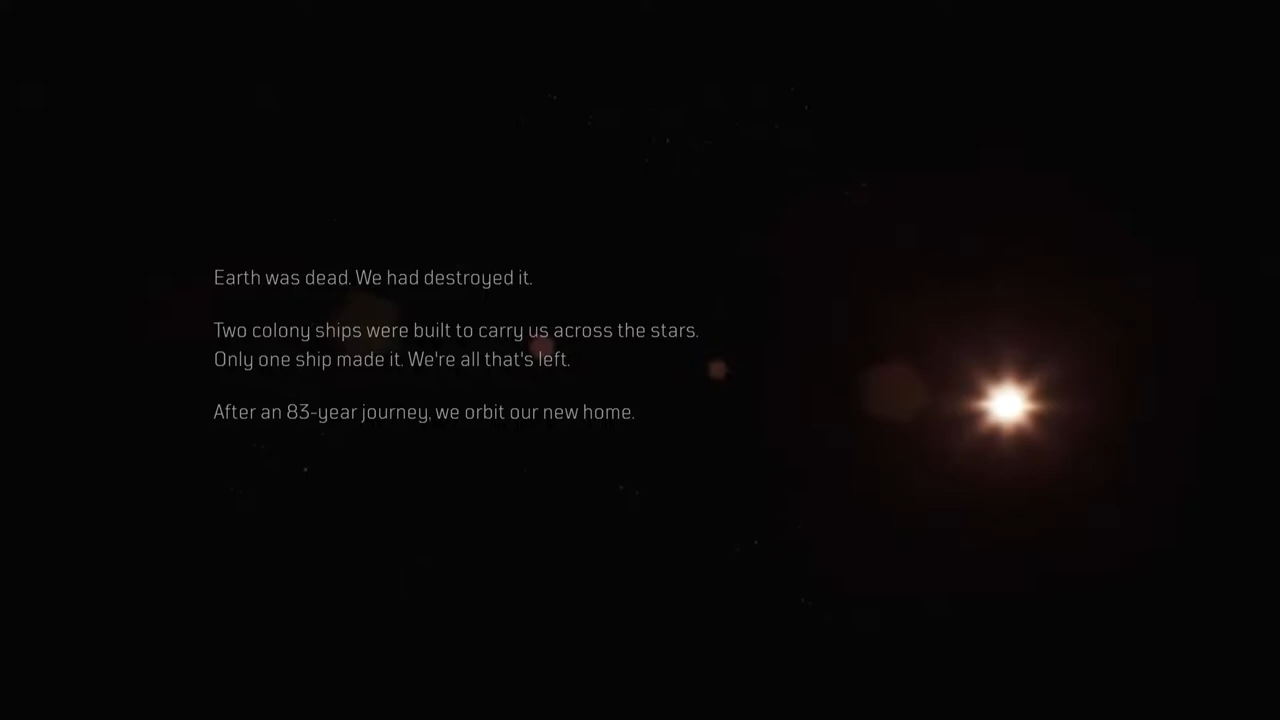 Earth was dead. We had destroyed it.
Two colony ships were built to carry us across the stars.
Only one ship made it. We're all that's left.
After an 83-year journey, we orbit our new home.